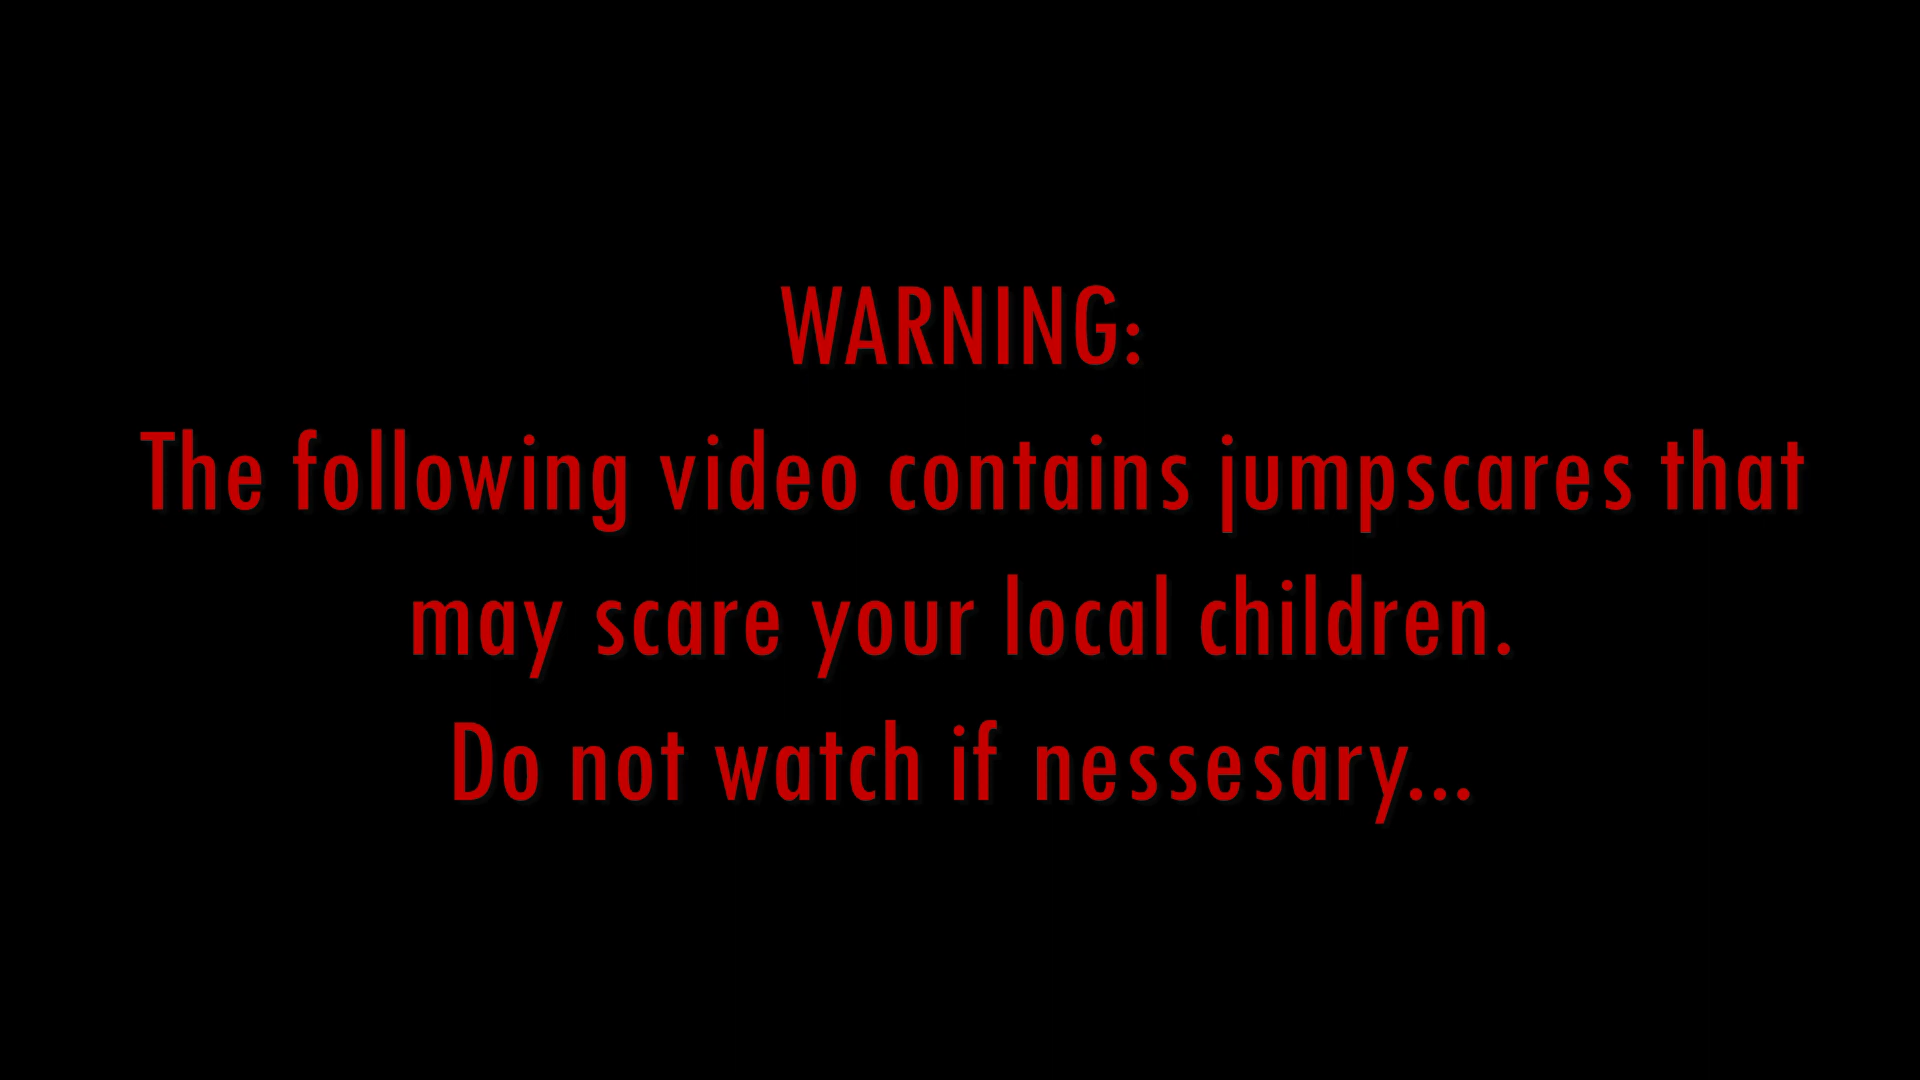 WARNING:
The following video contains jumpscares that
may scare your local children.
Do not watch if nessesary...